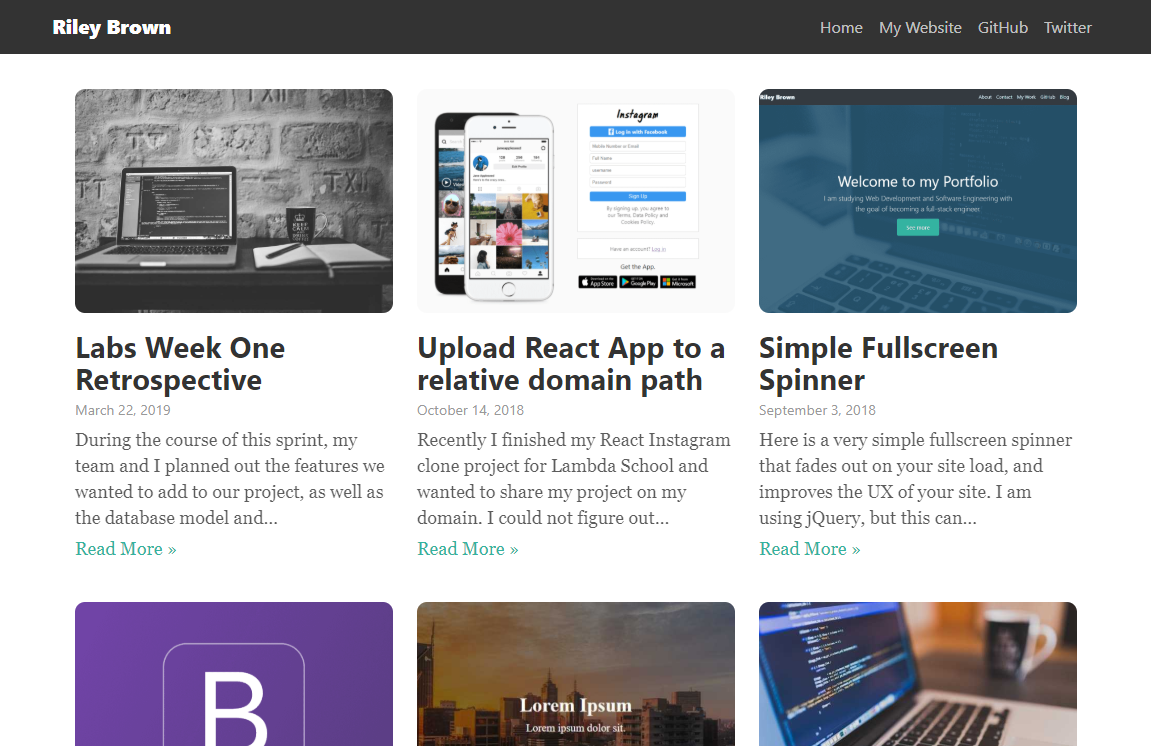 Riley Brown
Home My Website GitHub Twitter
KEEP
CALM
Instagram
Log in with Facebook
Mobile Number or Email
Full Name
username
Password
Sign Up
By signing up, you agree to
our Terms, Data Policy and
Cookies Policy.
Have an account? Log in
Get the App.
App Store
Google Play
Microsoft
Riley Brown
About Contact My Work GitHub Blog
Welcome to my Portfolio
I am studying Web Development and Software Engineering with
the goal of becoming a full-stack engineer.
See more
Labs Week One
Retrospective
March 22, 2019
During the course of this sprint, my
team and I planned out the features we
wanted to add to our project, as well as
the database model and...
Read More »
Upload React App to a
relative domain path
October 14, 2018
Recently I finished my React Instagram
clone project for Lambda School and
wanted to share my project on my
domain. I could not figure out...
Read More »
Simple Fullscreen
Spinner
September 3, 2018
Here is a very simple fullscreen spinner
that fades out on your site load, and
improves the UX of your site. I am
using jQuery, but this can...
Read More »
B
Lorem Ipsum
Lorem ipsum dolor sit.